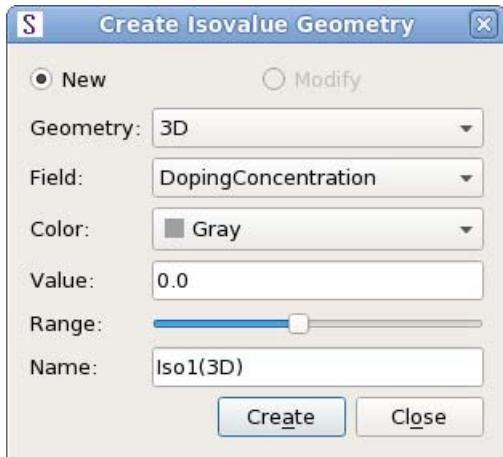 S Create Isovalue Geometry
New Modify
Geometry: 3D
Field: DopingConcentration
Color: Gray
Value: 0.0
Range:
Name: Iso1(3D)
Create Close